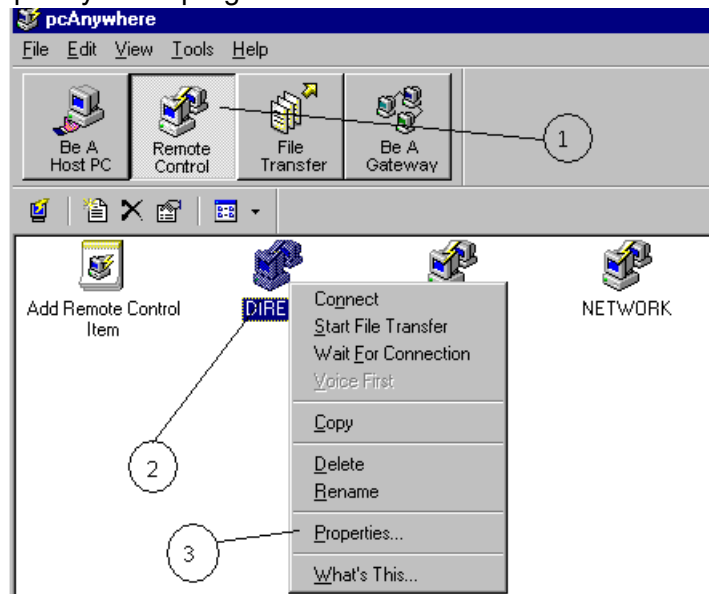 pcAnywhere
File Edit View Tools Help
Be A
Host PC
Remote
Control
File
Transfer
Be A
Gateway
1
Add Remote Control
Item
DIRE
NETWORK
Connect
Start File Transfer
Wait For Connection
Voice First
Copy
Delete
Rename
Properties...
What's This...
2
3